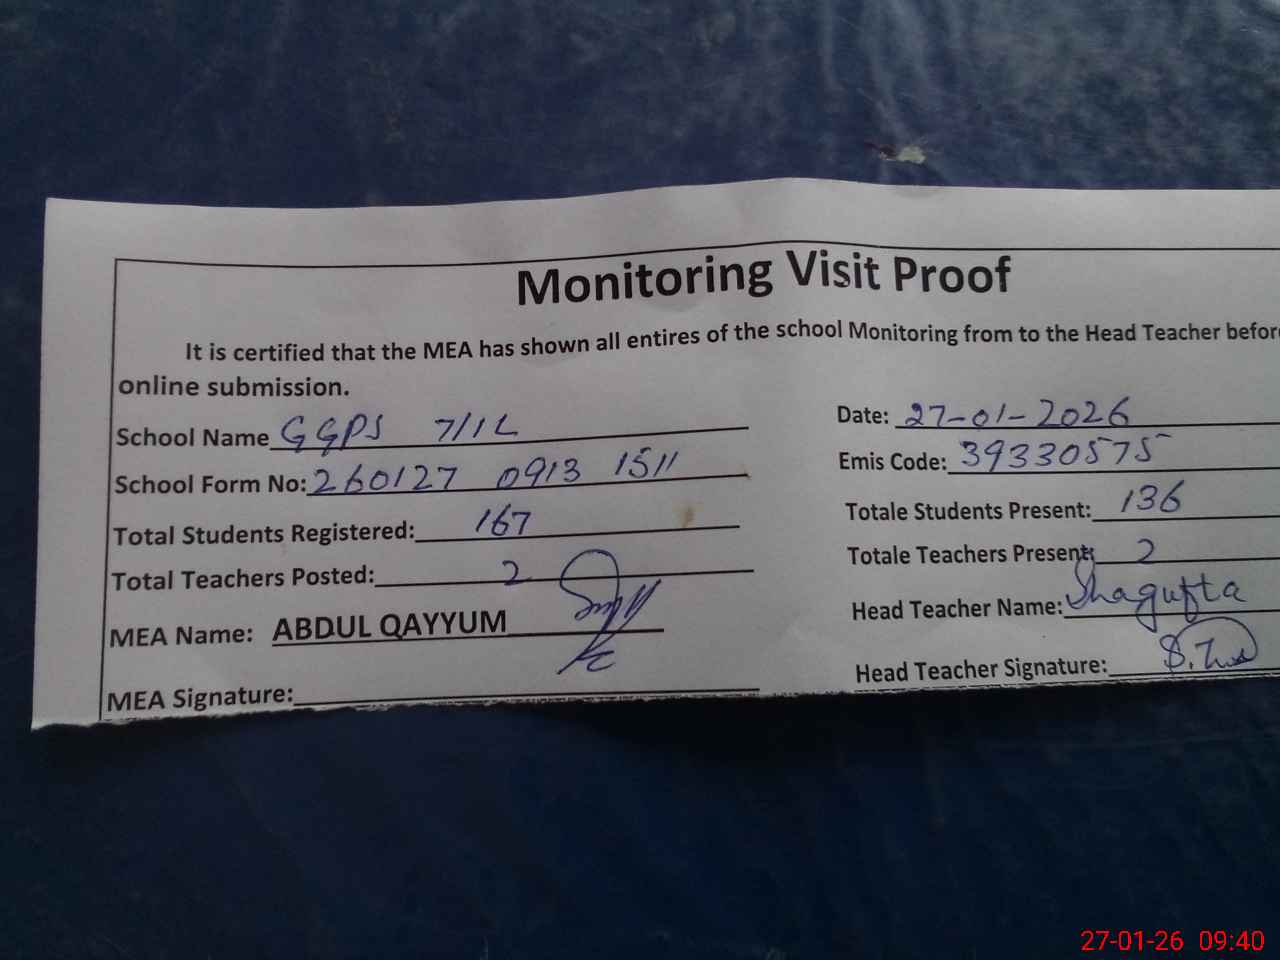 Monitoring Visit Proof
It is certified that the MEA has shown all entires of the school Monitoring from to the Head Teacher befor
online submission.
School Name GGPS 7/1L
Date: 27-01-2026
School Form No: 260127 0913 1511
Emis Code: 39330575
Total Students Registered: 167
Totale Students Present: 136
Total Teachers Posted: 2
Totale Teachers Present: 2
MEA Name: ABDUL QAYYUM
Head Teacher Name: Shagufta
MEA Signature:
Head Teacher Signature:
27-01-26 09:40